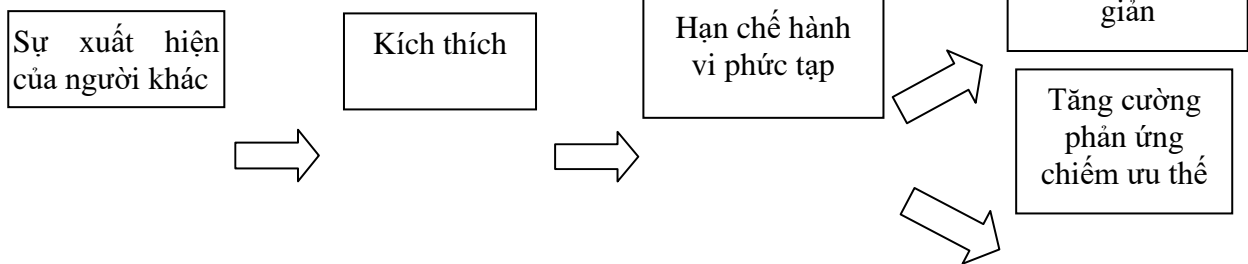 Sự xuất hiện
của người khác
Kích thích
Hạn chế hành
vi phức tạp
giản
Tăng cường
phản ứng
chiếm ưu thế